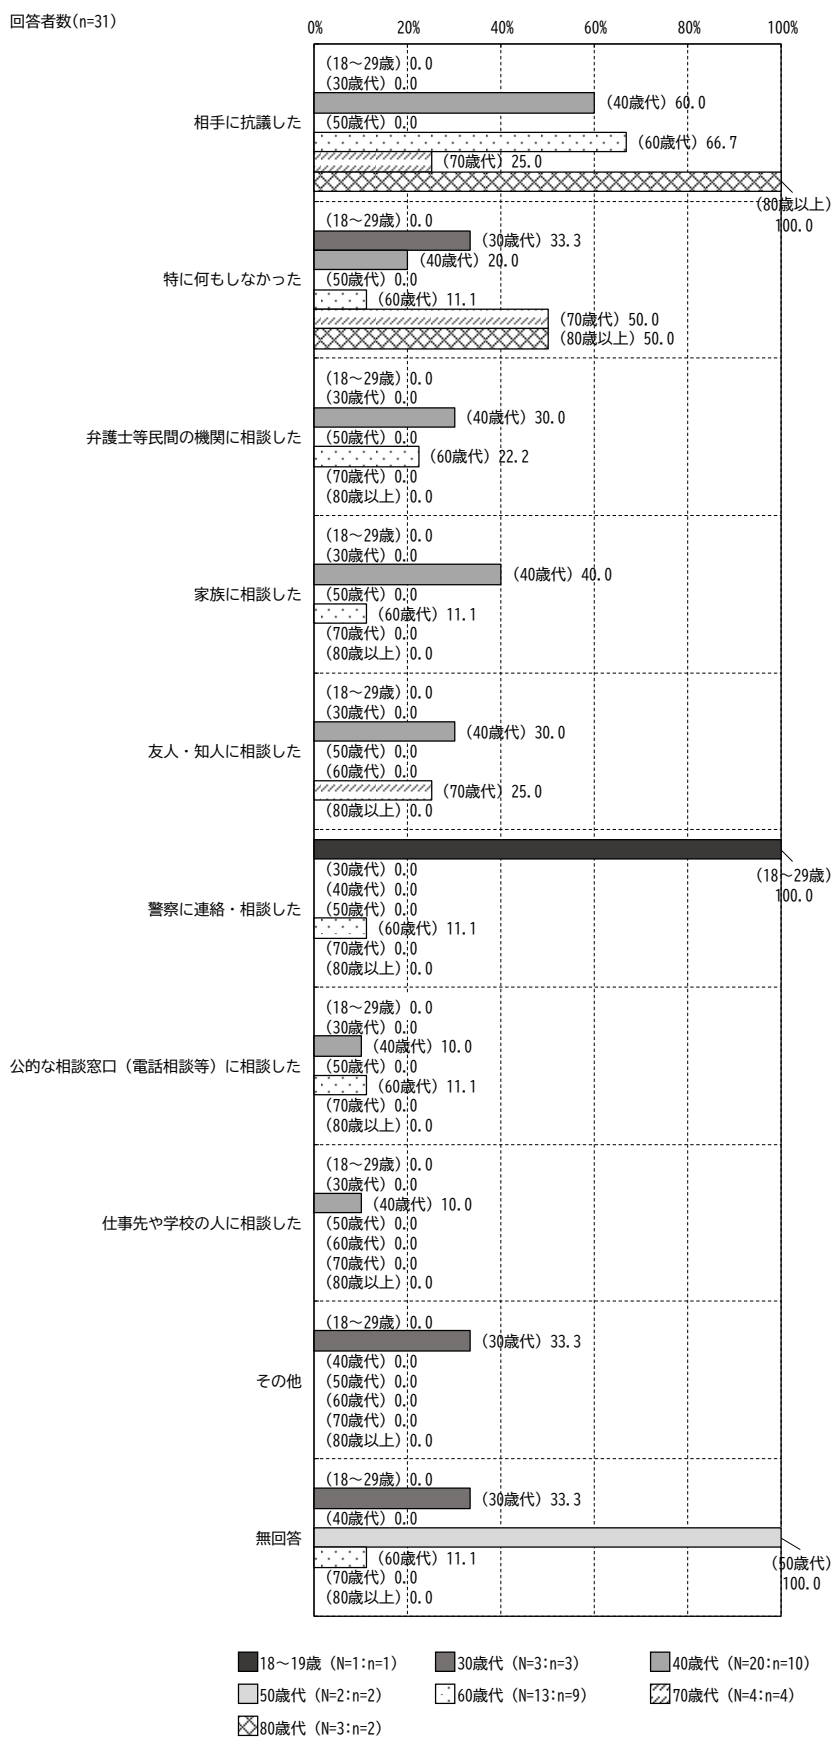 回答者数(n=31)
0% 20% 40% 60% 80% 100%
相手に抗議した
(18～29歳) 0.0
(30歳代) 0.0
(40歳代) 60.0
(50歳代) 0.0
(60歳代) 66.7
(70歳代) 25.0
(80歳以上)
100.0
特に何もしなかった
(18～29歳) 0.0
(30歳代) 33.3
(40歳代) 20.0
(50歳代) 0.0
(60歳代) 11.1
(70歳代) 50.0
(80歳以上) 50.0
弁護士等民間の機関に相談した
(18～29歳) 0.0
(30歳代) 0.0
(40歳代) 30.0
(50歳代) 0.0
(60歳代) 22.2
(70歳代) 0.0
(80歳以上) 0.0
家族に相談した
(18～29歳) 0.0
(30歳代) 0.0
(40歳代) 40.0
(50歳代) 0.0
(60歳代) 11.1
(70歳代) 0.0
(80歳以上) 0.0
友人・知人に相談した
(18～29歳) 0.0
(30歳代) 0.0
(40歳代) 30.0
(50歳代) 0.0
(60歳代) 0.0
(70歳代) 25.0
(80歳以上) 0.0
警察に連絡・相談した
(18～29歳)
100.0
(30歳代) 0.0
(40歳代) 0.0
(50歳代) 0.0
(60歳代) 11.1
(70歳代) 0.0
(80歳以上) 0.0
公的な相談窓口（電話相談等）に相談した
(18～29歳) 0.0
(30歳代) 0.0
(40歳代) 10.0
(50歳代) 0.0
(60歳代) 11.1
(70歳代) 0.0
(80歳以上) 0.0
仕事先や学校の人に相談した
(18～29歳) 0.0
(30歳代) 0.0
(40歳代) 10.0
(50歳代) 0.0
(60歳代) 0.0
(70歳代) 0.0
(80歳以上) 0.0
その他
(18～29歳) 0.0
(30歳代) 33.3
(40歳代) 0.0
(50歳代) 0.0
(60歳代) 0.0
(70歳代) 0.0
(80歳以上) 0.0
無回答
(18～29歳) 0.0
(30歳代) 33.3
(40歳代) 0.0
(50歳代)
100.0
(60歳代) 11.1
(70歳代) 0.0
(80歳以上) 0.0
18～19歳 (N=1:n=1) 30歳代 (N=3:n=3) 40歳代 (N=20:n=10)
50歳代 (N=2:n=2) 60歳代 (N=13:n=9) 70歳代 (N=4:n=4)
80歳代 (N=3:n=2)